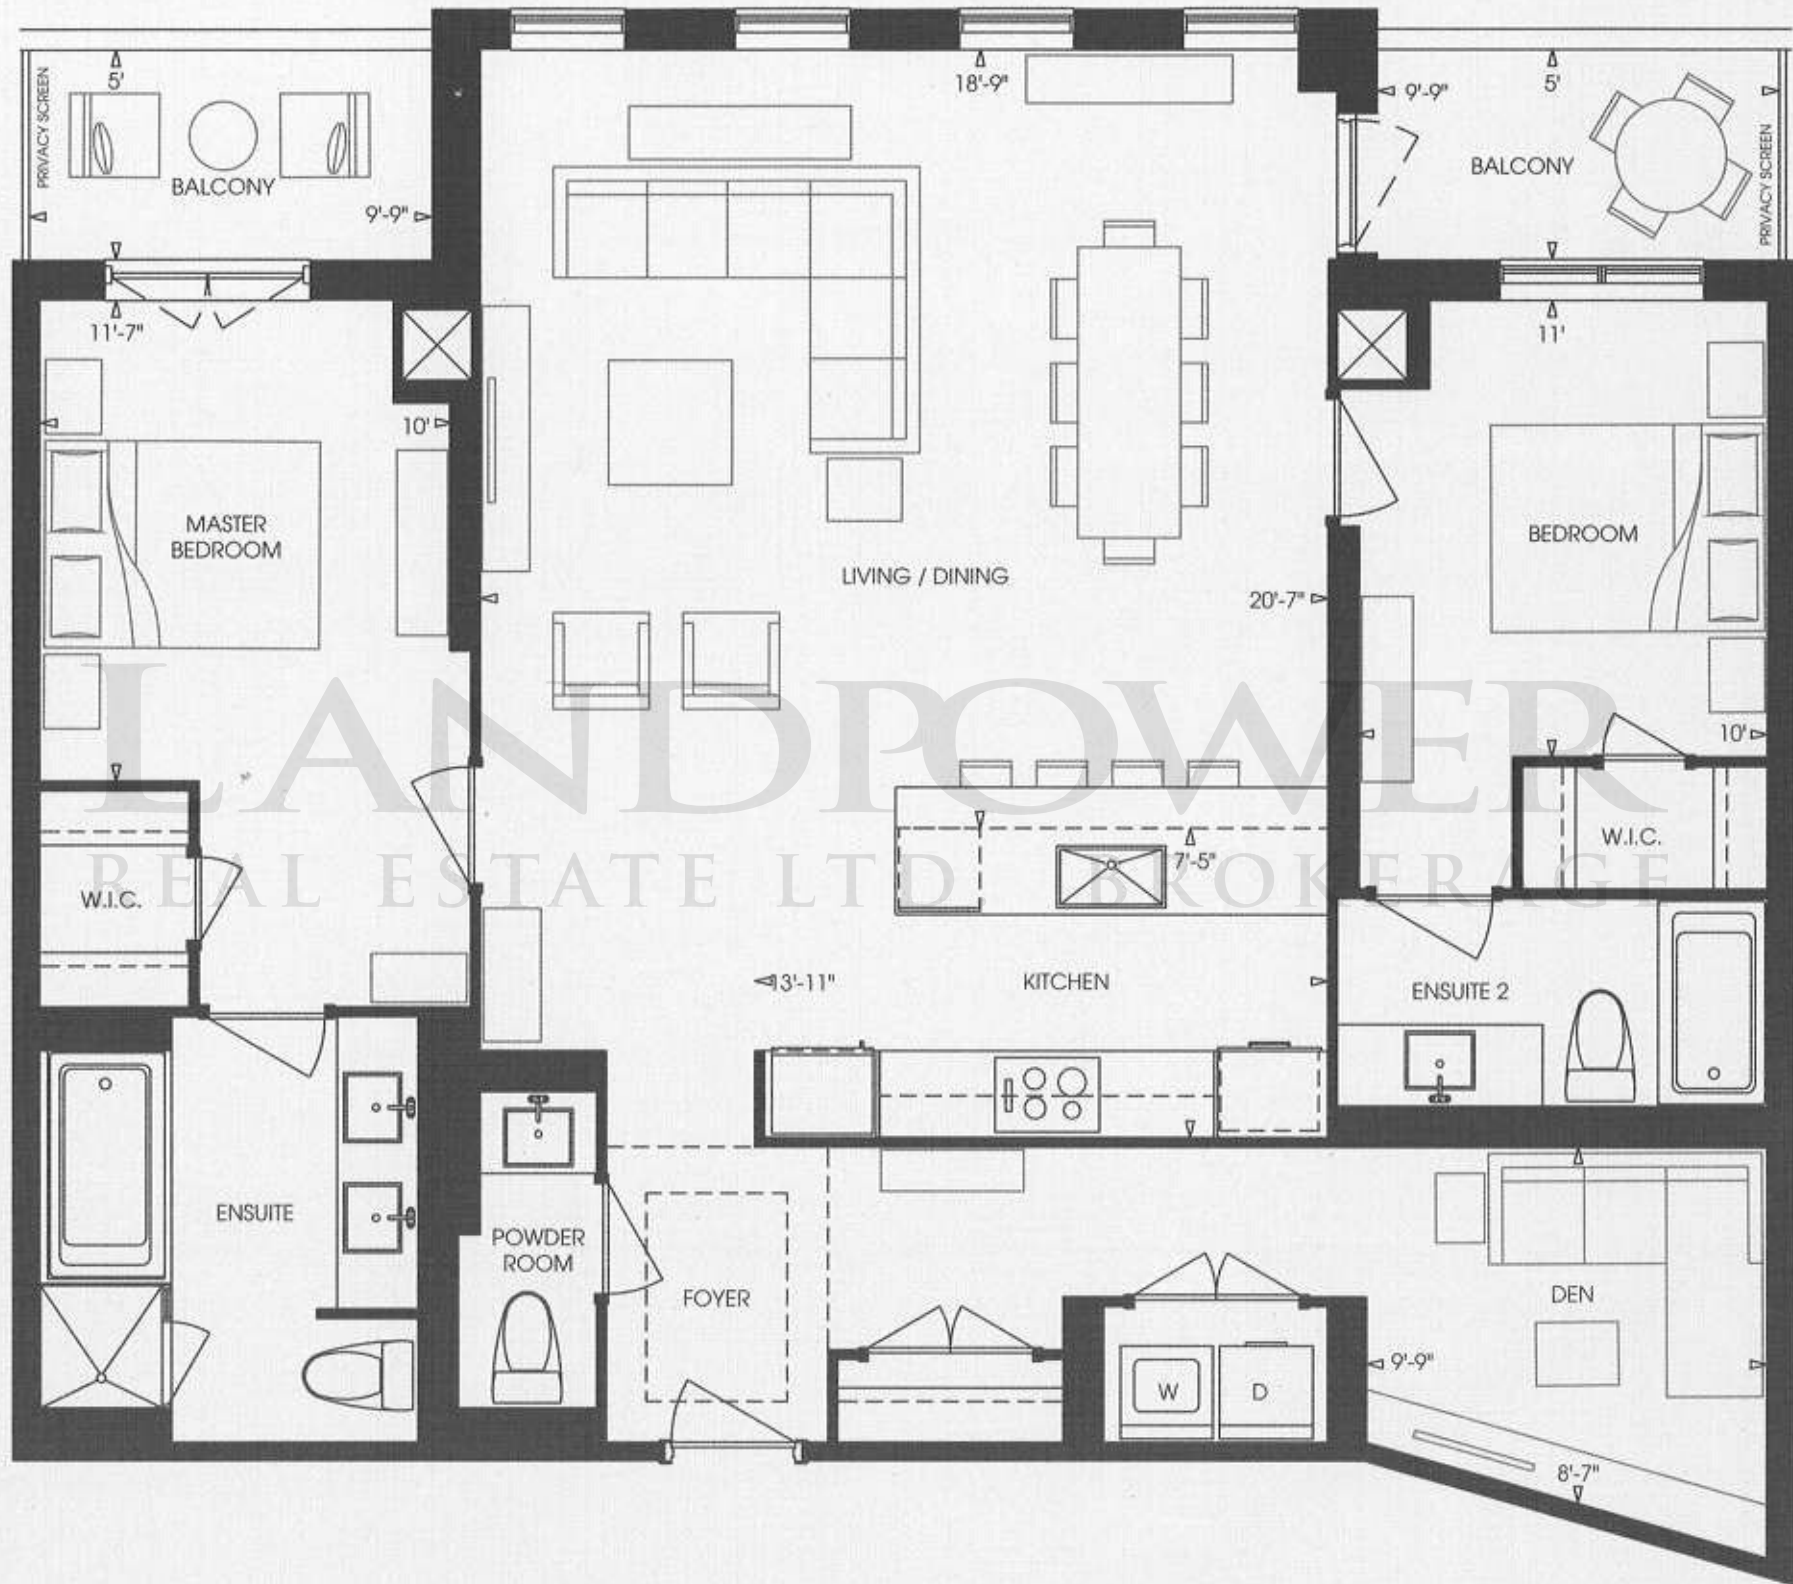 PRIVACY SCREEN
5'
BALCONY
9'-9"
18'-9"
9'-9"
5'
BALCONY
PRIVACY SCREEN
11'-7"
10'
MASTER
BEDROOM
LIVING / DINING
20'-7"
11'
BEDROOM
10'
LANDPOWER
REAL ESTATE LTD. BROKERAGE
W.I.C.
7'-5"
W.I.C.
13'-11"
KITCHEN
ENSUITE 2
ENSUITE
POWDER
ROOM
FOYER
W
D
DEN
9'-9"
8'-7"